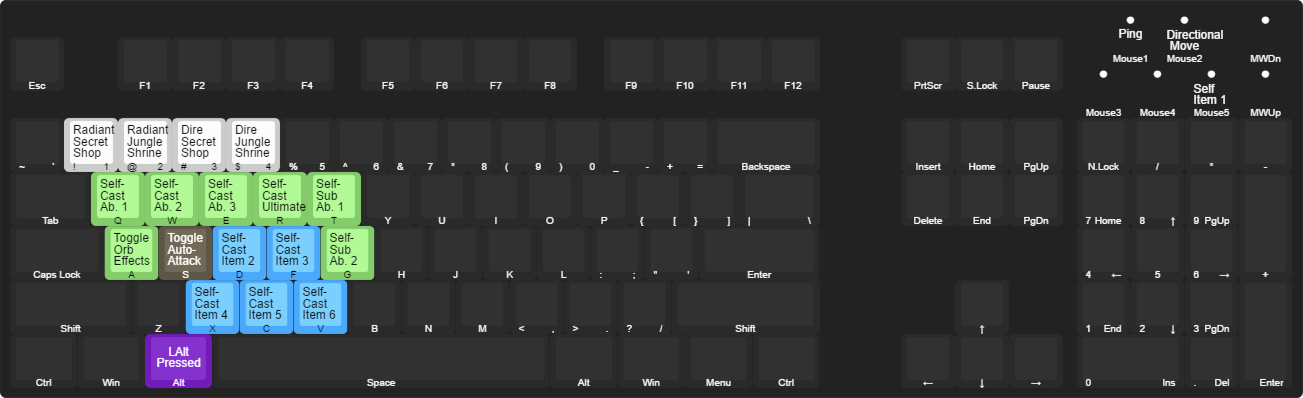 Ping Directional
Move
Mouse1 Mouse2 MWDn
Esc F1 F2 F3 F4 F5 F6 F7 F8 F9 F10 F11 F12 PrtScr S.Lock Pause
Self
Item 1
Mouse3 Mouse4 Mouse5 MWUp
Radiant Radiant Dire Dire
Secret Jungle Secret Jungle
Shop Shrine Shop Shrine
~ ` ! 1 @ 2 # 3 $ 4 % 5 ^ 6 & 7 * 8 ( 9 ) 0 _ - + = Backspace Insert Home PgUp N.Lock / * -
Self- Self- Self- Self- Self-
Cast Cast Cast Cast Sub
Ab. 1 Ab. 2 Ab. 3 Ultimate Ab. 1
Tab Q W E R T Y U I O P { [ } ] | \ Delete End PgDn 7 Home 8 ↑ 9 PgUp
Toggle Toggle Self- Self- Self-
Orb Auto- Cast Cast Sub
Effects Attack Item 2 Item 3 Ab. 2
Caps Lock A S D F G H J K L : ; " ' Enter 4 ← 5 6 → +
Self- Self- Self-
Cast Cast Cast
Item 4 Item 5 Item 6
Shift Z X C V B N M < , > . ? / Shift ↑ 1 End 2 ↓ 3 PgDn
LAlt
Pressed
Ctrl Win Alt Space Alt Win Menu Ctrl ← ↓ → 0 Ins . Del Enter